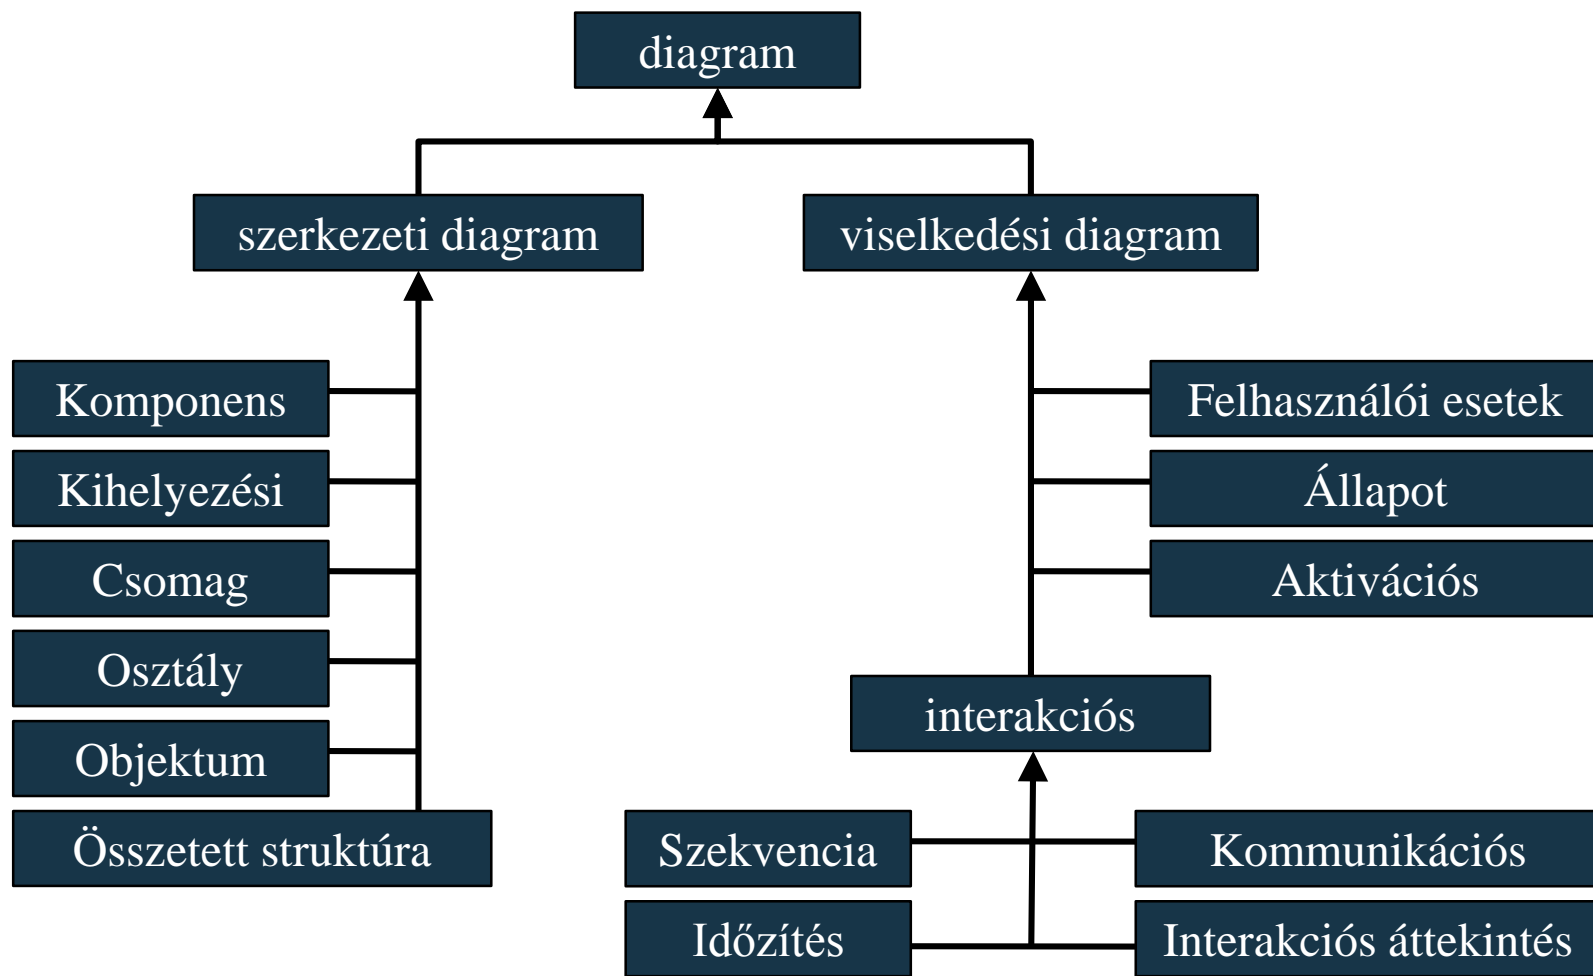 diagram
szerkezeti diagram
viselkedési diagram
Komponens
Kihelyezési
Csomag
Osztály
Objektum
Összetett struktúra
Felhasználói esetek
Állapot
Aktivációs
interakciós
Szekvencia
Kommunikációs
Időzítés
Interakciós áttekintés